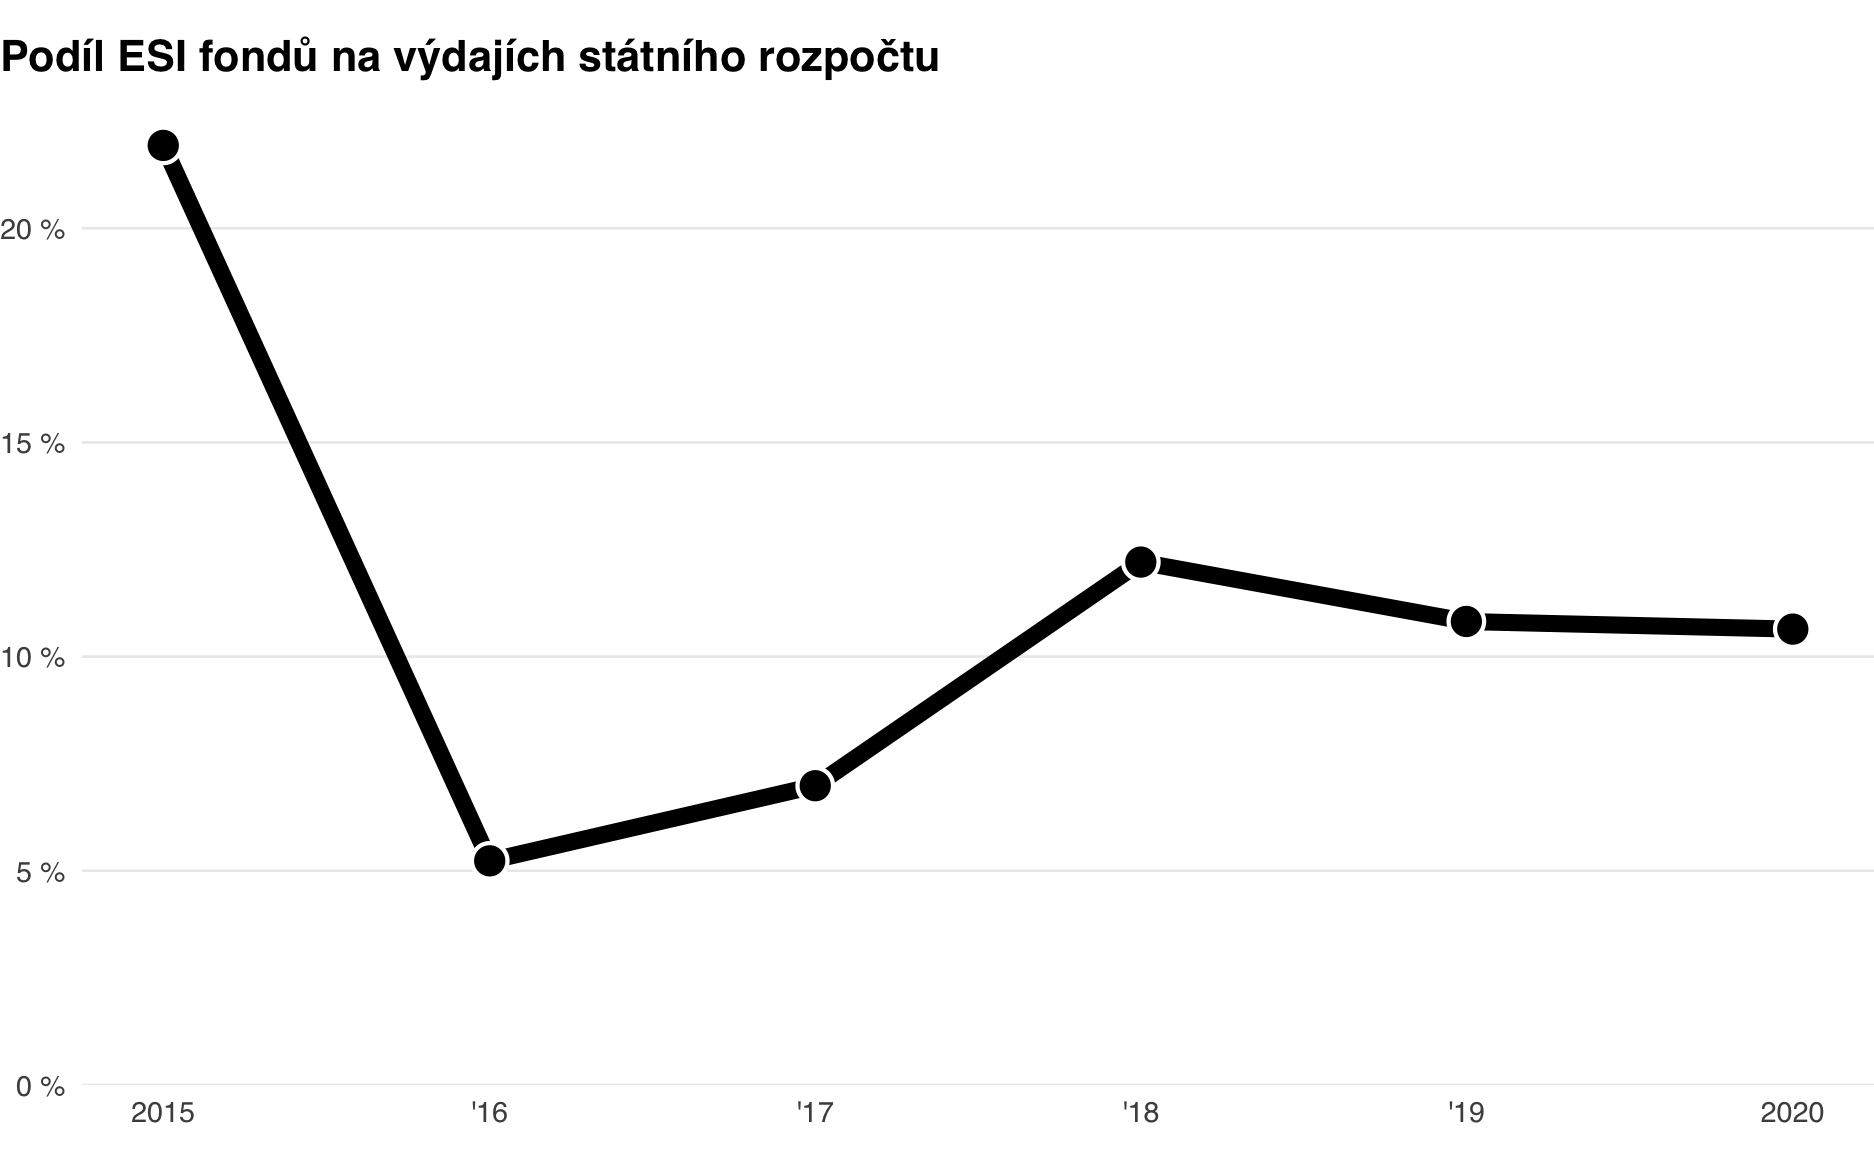 Podíl ESI fondů na výdajích státního rozpočtu
20 %
15 %
10 %
5 %
0 %
2015 '16 '17 '18 '19 2020